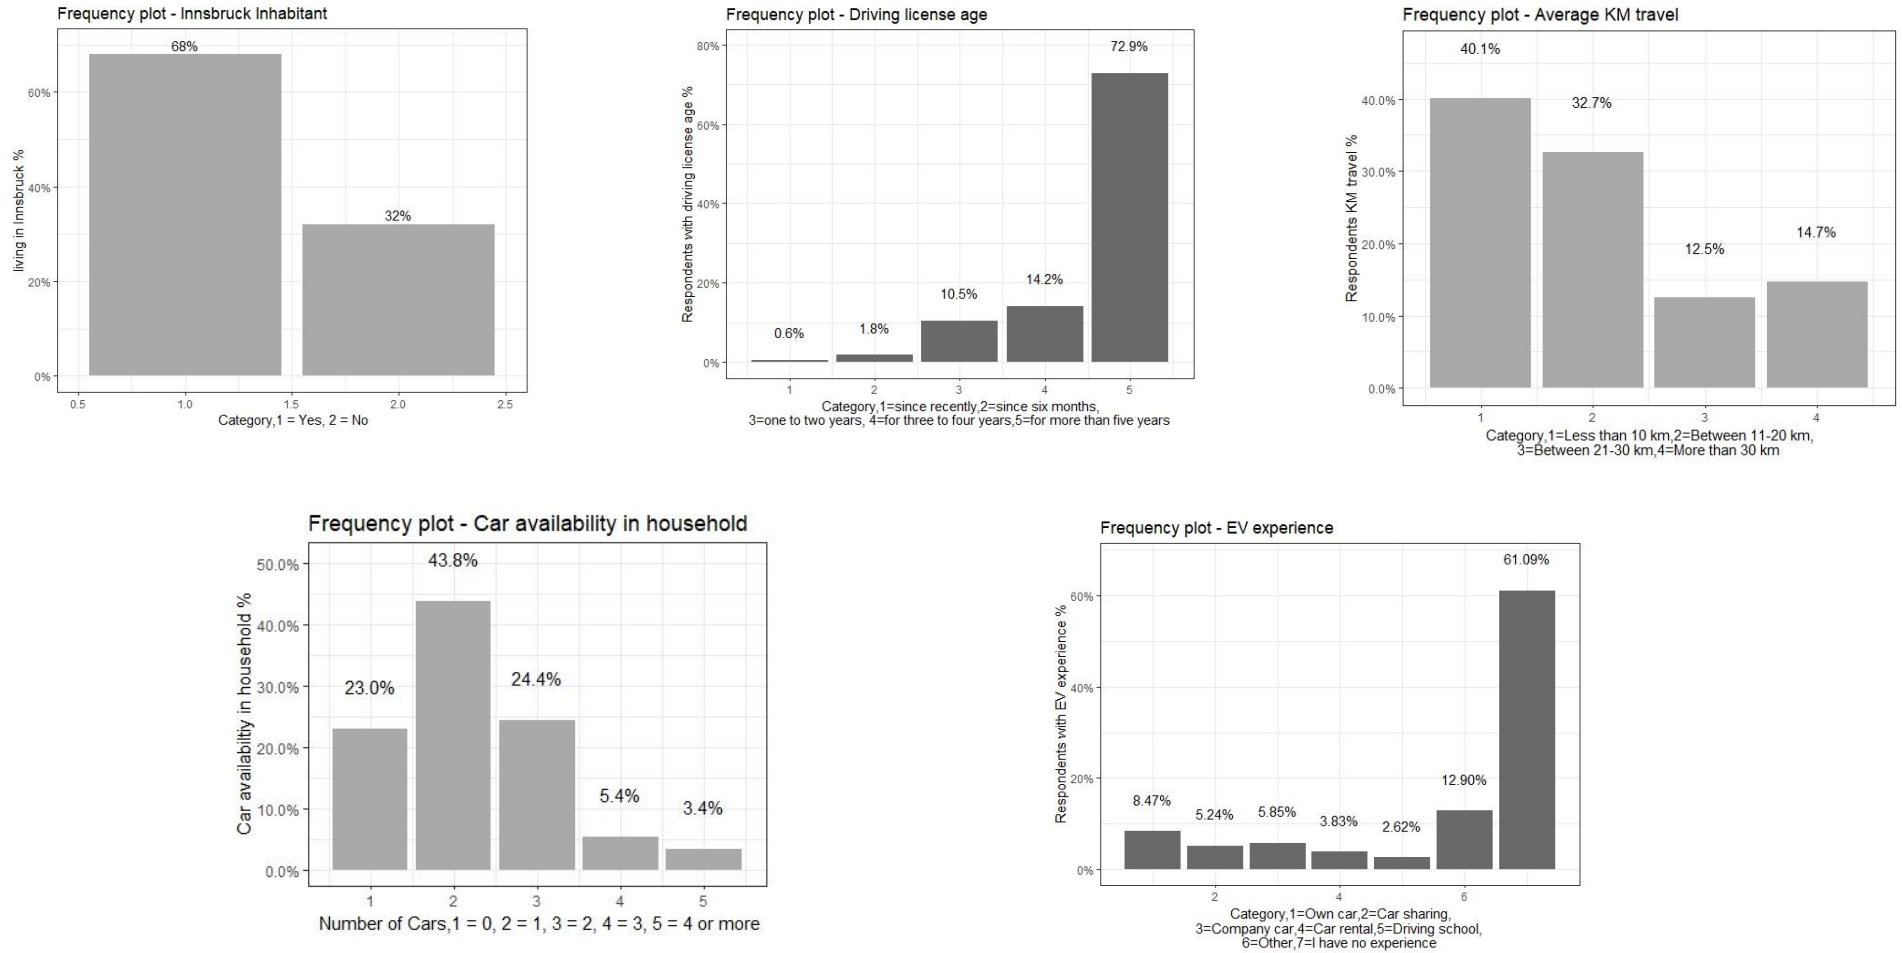 Frequency plot - Innsbruck Inhabitant
68%
32%
60%
40%
20%
0%
living in Innsbruck %
0.5 1.0 1.5 2.0 2.5
Category,1 = Yes, 2 = No
Frequency plot - Driving license age
80%
60%
40%
20%
0%
Respondents with driving license age %
0.6%
1.8%
10.5%
14.2%
72.9%
1 2 3 4 5
Category,1=since recently,2=since six months,
3=one to two years, 4=for three to four years,5=for more than five years
Frequency plot - Average KM travel
40.0%
30.0%
20.0%
10.0%
0.0%
Respondents KM travel %
40.1%
32.7%
12.5%
14.7%
1 2 3 4
Category,1=Less than 10 km,2=Between 11-20 km,
3=Between 21-30 km,4=More than 30 km
Frequency plot - Car availability in household
50.0%
40.0%
30.0%
20.0%
10.0%
0.0%
Car availabiltiy in household %
23.0%
43.8%
24.4%
5.4%
3.4%
1 2 3 4 5
Number of Cars,1 = 0, 2 = 1, 3 = 2, 4 = 3, 5 = 4 or more
Frequency plot - EV experience
60%
40%
20%
0%
Respondents with EV experience %
8.47%
5.24%
5.85%
3.83%
2.62%
12.90%
61.09%
2 4 6
Category,1=Own car,2=Car sharing,
3=Company car,4=Car rental,5=Driving school,
6=Other,7=I have no experience